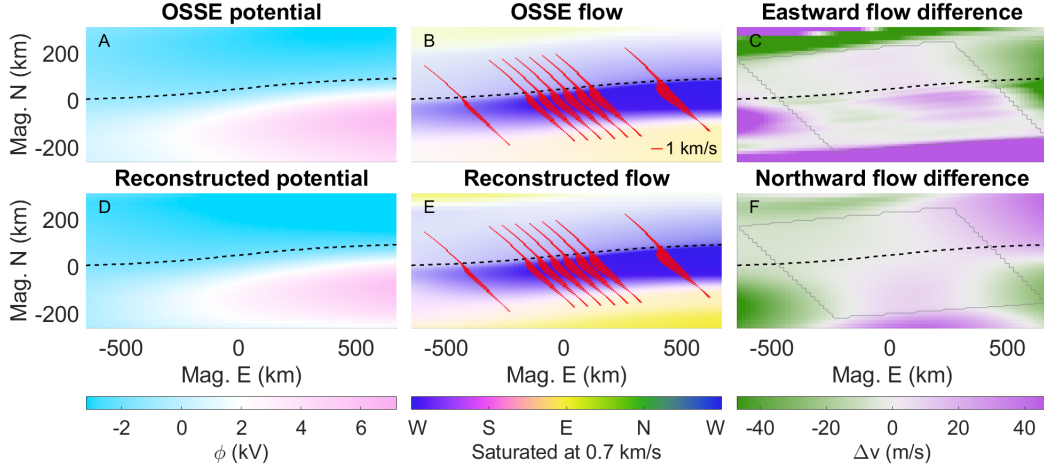 OSSE potential
OSSE flow
Eastward flow difference
A
B
C
Mag. N (km)
200
0
-200
1 km/s
Reconstructed potential
Reconstructed flow
Northward flow difference
D
E
F
Mag. N (km)
200
0
-200
-500 0 500
-500 0 500
-500 0 500
Mag. E (km)
Mag. E (km)
Mag. E (km)
-2 0 2 4 6
W S E N W
-40 -20 0 20 40
ϕ (kV)
Saturated at 0.7 km/s
Δv (m/s)